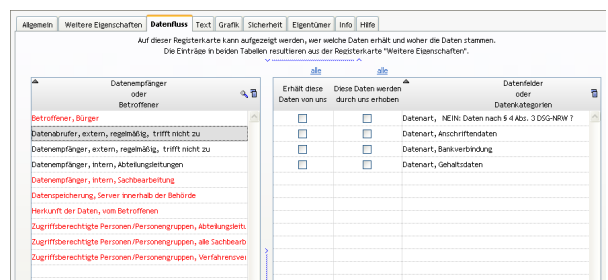 Allgemein Weitere Eigenschaften Datenfluss Text Grafik Sicherheit Eigentümer Info Hilfe
Auf dieser Registerkarte kann aufgezeigt werden, wer welche Daten erhält und woher die Daten stammen.
Die Einträge in beiden Tabellen resultieren aus der Registerkarte "Weitere Eigenschaften".
alle alle
Datenempfänger
oder
Betroffener
Erhält diese
Daten von uns
Diese Daten werden
durch uns erhoben
Datenfelder
oder
Datenkategorien
Betroffener, Bürger
Datenabrufer, extern, regelmäßig, trifft nicht zu
Datenempfänger, extern, regelmäßig, trifft nicht zu
Datenempfänger, intern, Abteilungsleitungen
Datenempfänger, intern, Sachbearbeitung
Datenspeicherung, Server innerhalb der Behörde
Herkunft der Daten, vom Betroffenen
Zugriffsberechtigte Personen/Personengruppen, Abteilungsleitu
Zugriffsberechtigte Personen/Personengruppen, alle Sachbearb
Zugriffsberechtigte Personen/Personengruppen, Verfahrensver
Datenart, NEIN: Daten nach § 4 Abs. 3 DSG-NRW ?
Datenart, Anschriftendaten
Datenart, Bankverbindung
Datenart, Gehaltsdaten